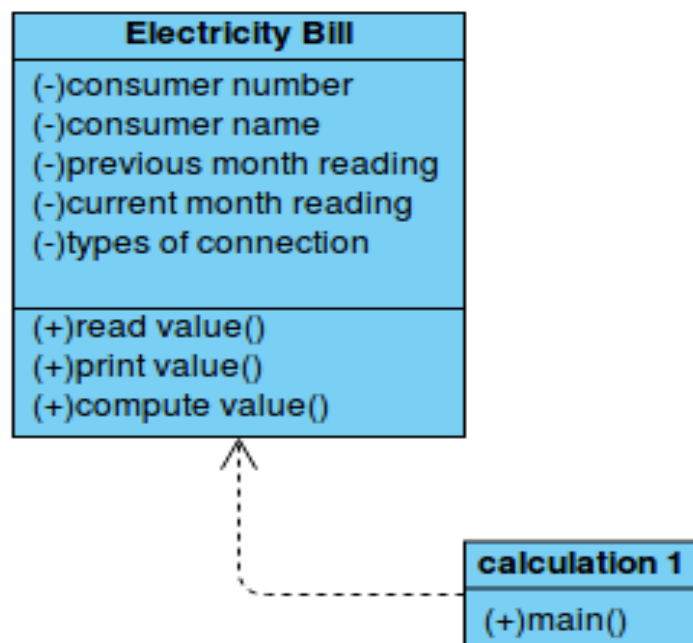 Electricity Bill
(-)consumer number
(-)consumer name
(-)previous month reading
(-)current month reading
(-)types of connection
(+)read value()
(+)print value()
(+)compute value()
calculation 1
(+)main()